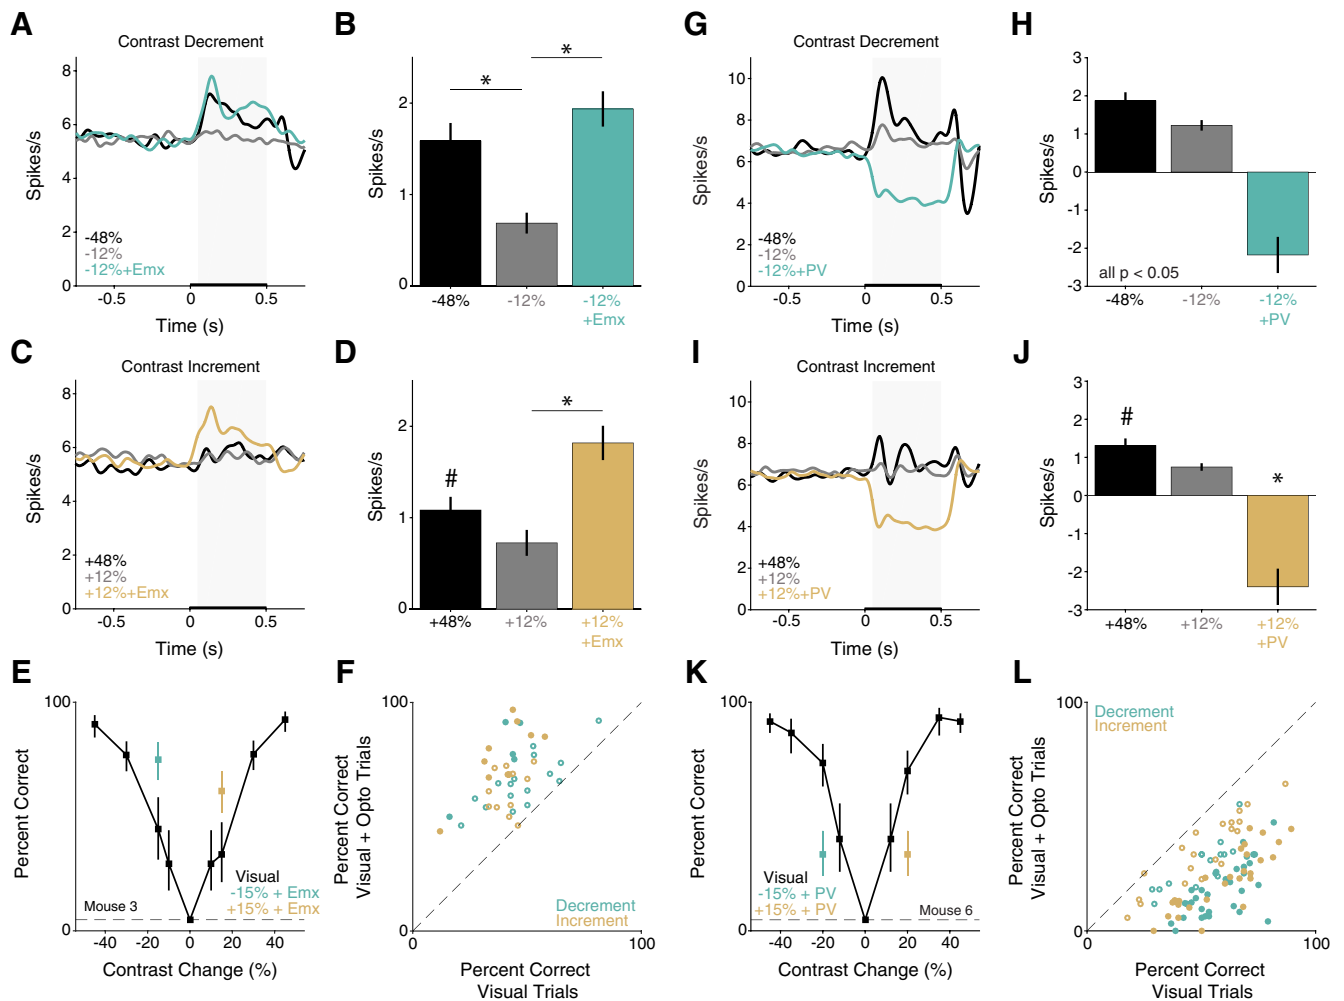 A
Contrast Decrement
Spikes/s
8
6
4
2
0
-48%
-12%
-12%+Emx
-0.5
0
0.5
Time (s)
B
Spikes/s
2
1
0
*
*
-48%
-12%
-12%
+Emx
G
Contrast Decrement
Spikes/s
10
8
6
4
2
0
-48%
-12%
-12%+PV
-0.5
0
0.5
Time (s)
H
Spikes/s
3
2
1
0
-1
-2
-3
all p < 0.05
-48%
-12%
-12%
+PV
C
Contrast Increment
Spikes/s
8
6
4
2
0
+48%
+12%
+12%+Emx
-0.5
0
0.5
Time (s)
D
Spikes/s
2
1
0
#
*
+48%
+12%
+12%
+Emx
I
Contrast Increment
Spikes/s
10
8
6
4
2
0
+48%
+12%
+12%+PV
-0.5
0
0.5
Time (s)
J
Spikes/s
3
2
1
0
-1
-2
-3
#
*
+48%
+12%
+12%
+PV
E
Percent Correct
100
0
Visual
-15% + Emx
+15% + Emx
Mouse 3
-40
-20
0
20
40
Contrast Change (%)
F
Percent Correct
Visual + Opto Trials
100
0
Decrement
Increment
0
100
Percent Correct
Visual Trials
K
Percent Correct
100
0
Visual
-15% + PV
+15% + PV
Mouse 6
-40
-20
0
20
40
Contrast Change (%)
L
Percent Correct
Visual + Opto Trials
100
0
Decrement
Increment
0
100
Percent Correct
Visual Trials